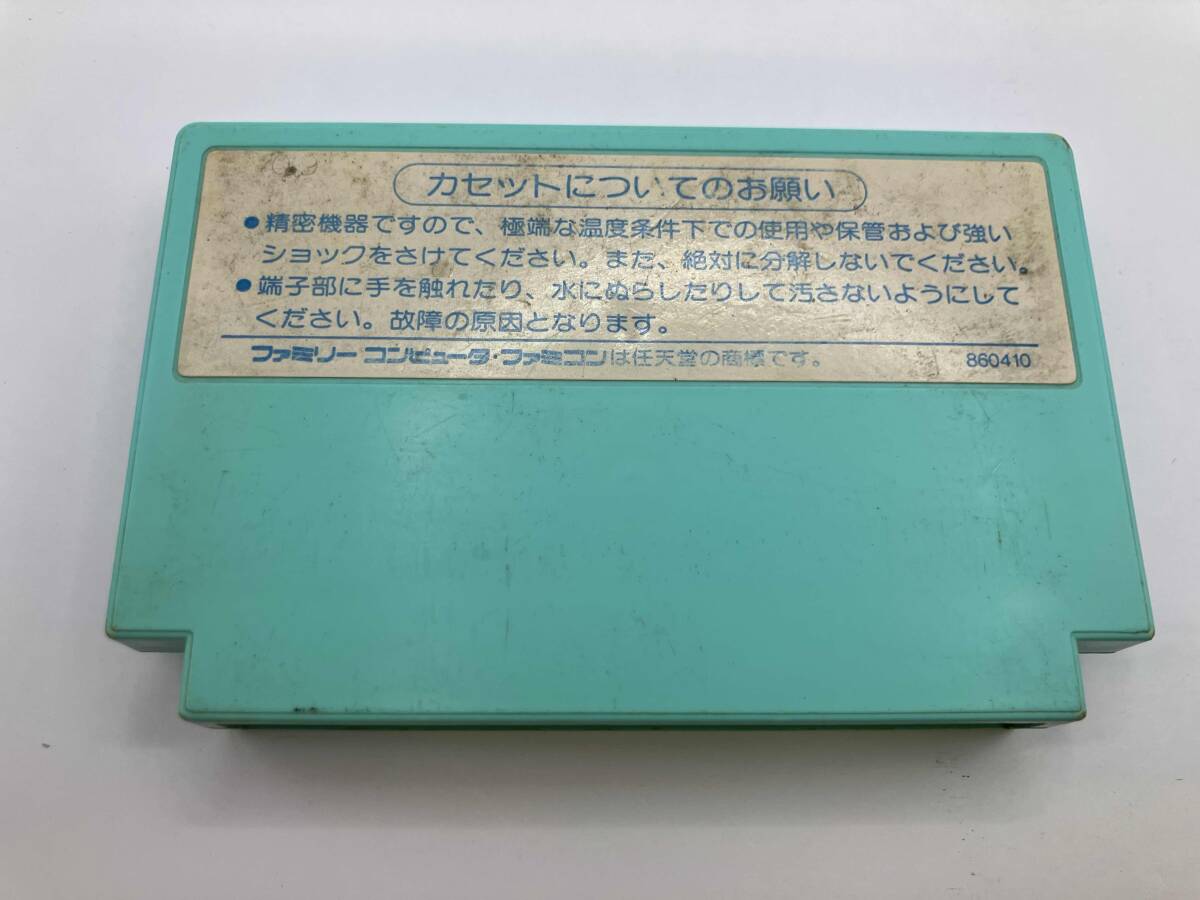 カセットについてのお願い
●精密機器ですので、極端な温度条件下での使用や保管および強い
ショックをさけてください。また、絶対に分解しないでください。
●端子部に手を触れたり、水にぬらしたりして汚さないようにして
ください。故障の原因となります。
ファミリーコンピュータ・ファミコンは任天堂の商標です。 860410